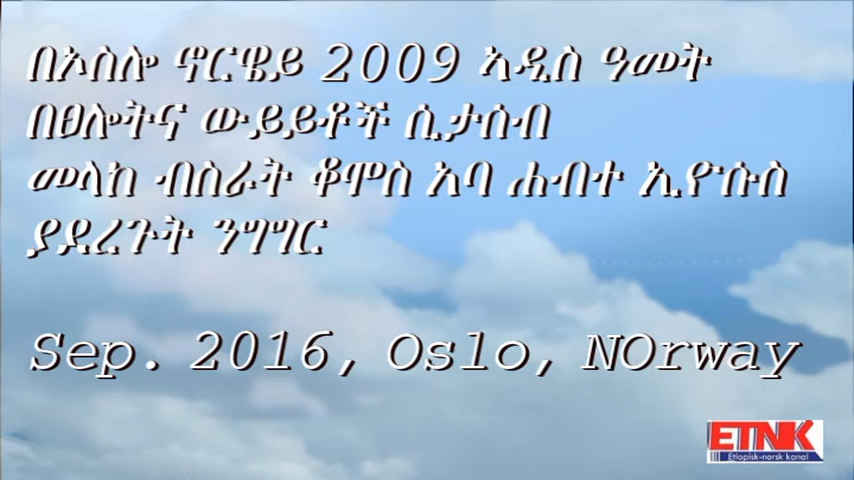 በኦስሎ ኖርዌይ 2009 ኣዲስ ዓመት
በፀሎትና ውይይቶች ሲታሰብ
መላከ ብስራት ቆሞስ አባ ሐብተ ኢዮሱስ
ያደረጉት ንግግር
Sep. 2016, Oslo, NOrway
ETNK
Etiopisk-norsk kanal